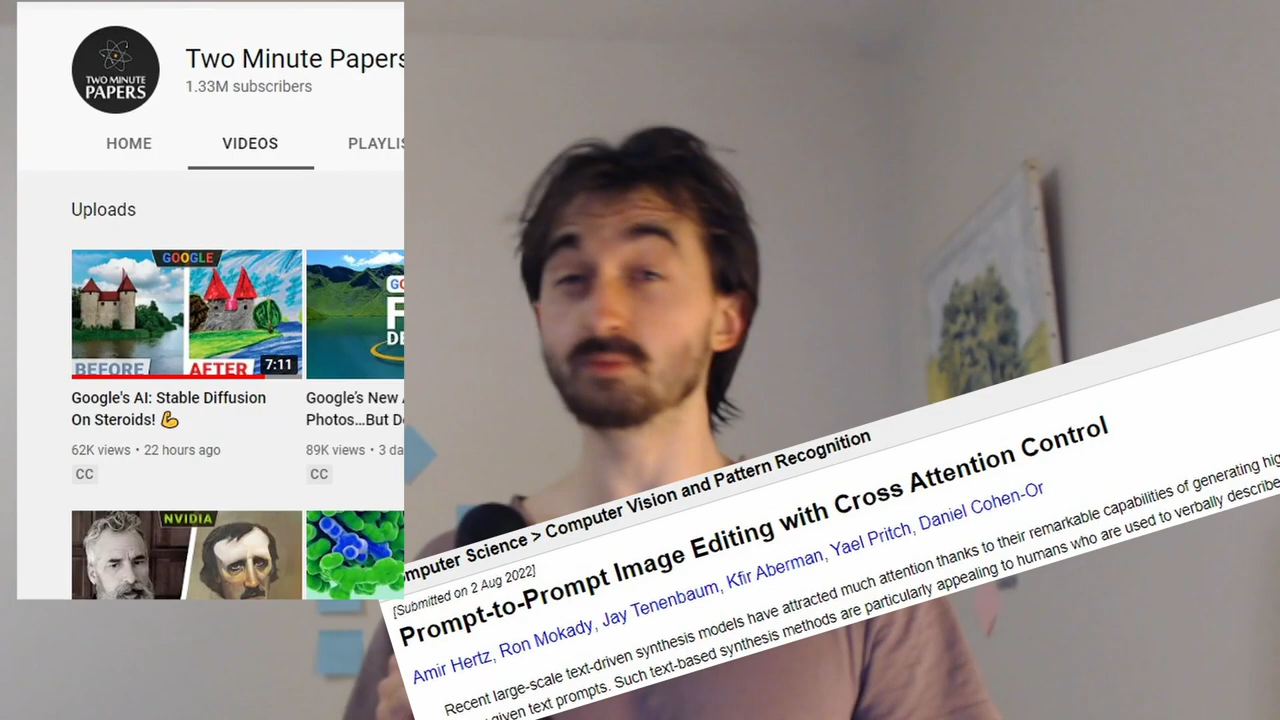 TWO MINUTE
PAPERS
Two Minute Papers
1.33M subscribers
HOME
VIDEOS
PLAYLIS
Uploads
GOOGLE
BEFORE
AFTER
7:11
Google's AI: Stable Diffusion
On Steroids! 💪
62K views • 22 hours ago
CC
GO
F
DE
Google's New A
Photos...But De
89K views • 3 da
CC
NVIDIA
mputer Science > Computer Vision and Pattern Recognition
[Submitted on 2 Aug 2022]
Prompt-to-Prompt Image Editing with Cross Attention Control
Amir Hertz, Ron Mokady, Jay Tenenbaum, Kfir Aberman, Yael Pritch, Daniel Cohen-Or
Recent large-scale text-driven synthesis models have attracted much attention thanks to their remarkable capabilities of generating hig
given text prompts. Such text-based synthesis methods are particularly appealing to humans who are used to verbally describe